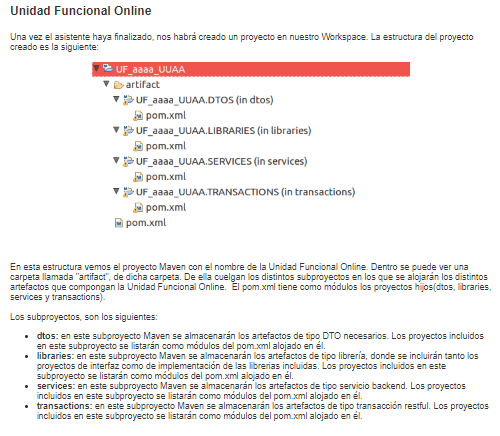 Unidad Funcional Online
Una vez el asistente haya finalizado, nos habrá creado un proyecto en nuestro Workspace. La estructura del proyecto
creado es la siguiente:
UF_aaaa_UUAA
artifact
UF_aaaa_UUAA.DTOS (in dtos)
pom.xml
UF_aaaa_UUAA.LIBRARIES (in libraries)
pom.xml
UF_aaaa_UUAA.SERVICES (in services)
pom.xml
UF_aaaa_UUAA.TRANSACTIONS (in transactions)
pom.xml
pom.xml
En esta estructura vemos el proyecto Maven con el nombre de la Unidad Funcional Online. Dentro se puede ver una
carpeta llamada "artifact", de dicha carpeta. De ella cuelgan los distintos subproyectos en los que se alojarán los distintos
artefactos que compongan la Unidad Funcional Online. El pom.xml tiene como módulos los proyectos hijos(dtos, libraries,
services y transactions).
Los subproyectos, son los siguientes:
• dtos: en este subproyecto Maven se almacenarán los artefactos de tipo DTO necesarios. Los proyectos incluidos
en este subproyecto se listarán como módulos del pom.xml alojado en él.
• libraries: en este subproyecto Maven se almacenarán los artefactos de tipo librería, donde se incluirán tanto los
proyectos de interfaz como de implementación de las librerias incluidas. Los proyectos incluidos en este
subproyecto se listarán como módulos del pom.xml alojado en él.
• services: en este subproyecto Maven se almacenarán los artefactos de tipo servicio backend. Los proyectos
incluidos en este subproyecto se listarán como módulos del pom.xml alojado en él.
• transactions: en este subproyecto Maven se almacenarán los artefactos de tipo transacción restful. Los proyectos
incluidos en este subproyecto se listarán como módulos del pom.xml alojado en él.